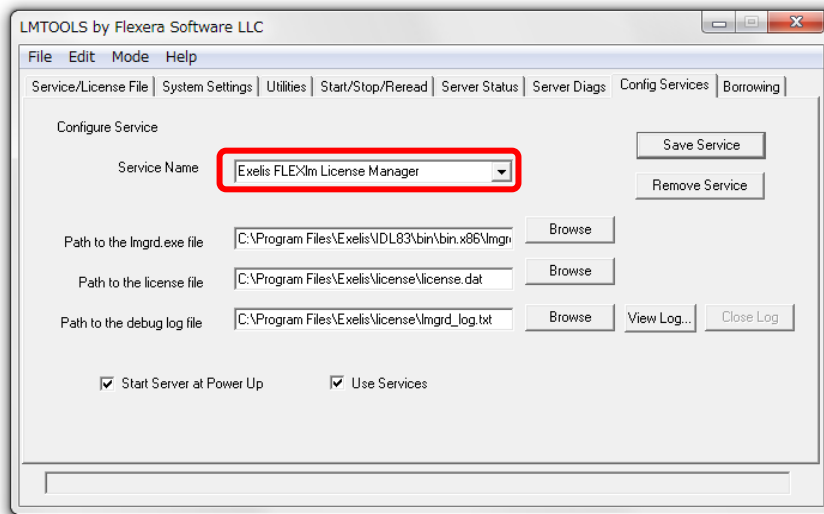 LMTOOLS by Flexera Software LLC
File Edit Mode Help
Service/License File System Settings Utilities Start/Stop/Reread Server Status Server Diags Config Services Borrowing
Configure Service
Save Service
Service Name Exelis FLEXlm License Manager
Remove Service
Path to the lmgrd.exe file C:\Program Files\Exelis\IDL83\bin\bin.x86\lmgr Browse
Path to the license file C:\Program Files\Exelis\license\license.dat Browse
Path to the debug log file C:\Program Files\Exelis\license\lmgrd_log.txt Browse View Log... Close Log
Start Server at Power Up Use Services